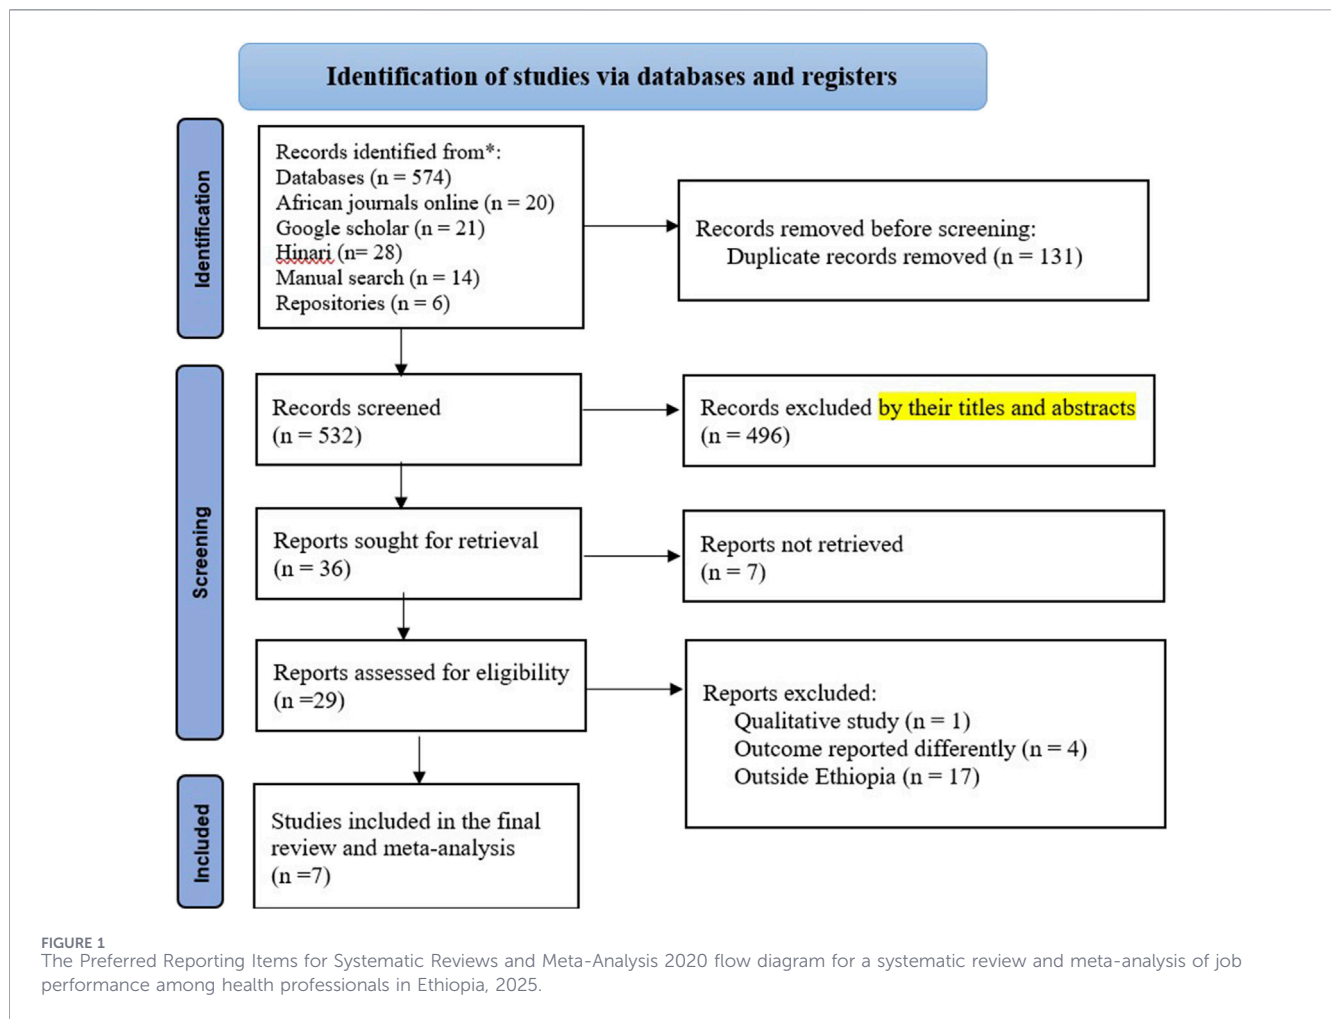 Identification of studies via databases and registers
Identification
Records identified from*:
Databases (n = 574)
African journals online (n = 20)
Google scholar (n = 21)
Hinari (n= 28)
Manual search (n = 14)
Repositories (n = 6)
Records removed before screening:
Duplicate records removed (n = 131)
Screening
Records screened
(n = 532)
Records excluded by their titles and abstracts
(n = 496)
Reports sought for retrieval
(n = 36)
Reports not retrieved
(n = 7)
Reports assessed for eligibility
(n =29)
Reports excluded:
Qualitative study (n = 1)
Outcome reported differently (n = 4)
Outside Ethiopia (n = 17)
Included
Studies included in the final
review and meta-analysis
(n =7)
FIGURE 1
The Preferred Reporting Items for Systematic Reviews and Meta-Analysis 2020 flow diagram for a systematic review and meta-analysis of job
performance among health professionals in Ethiopia, 2025.